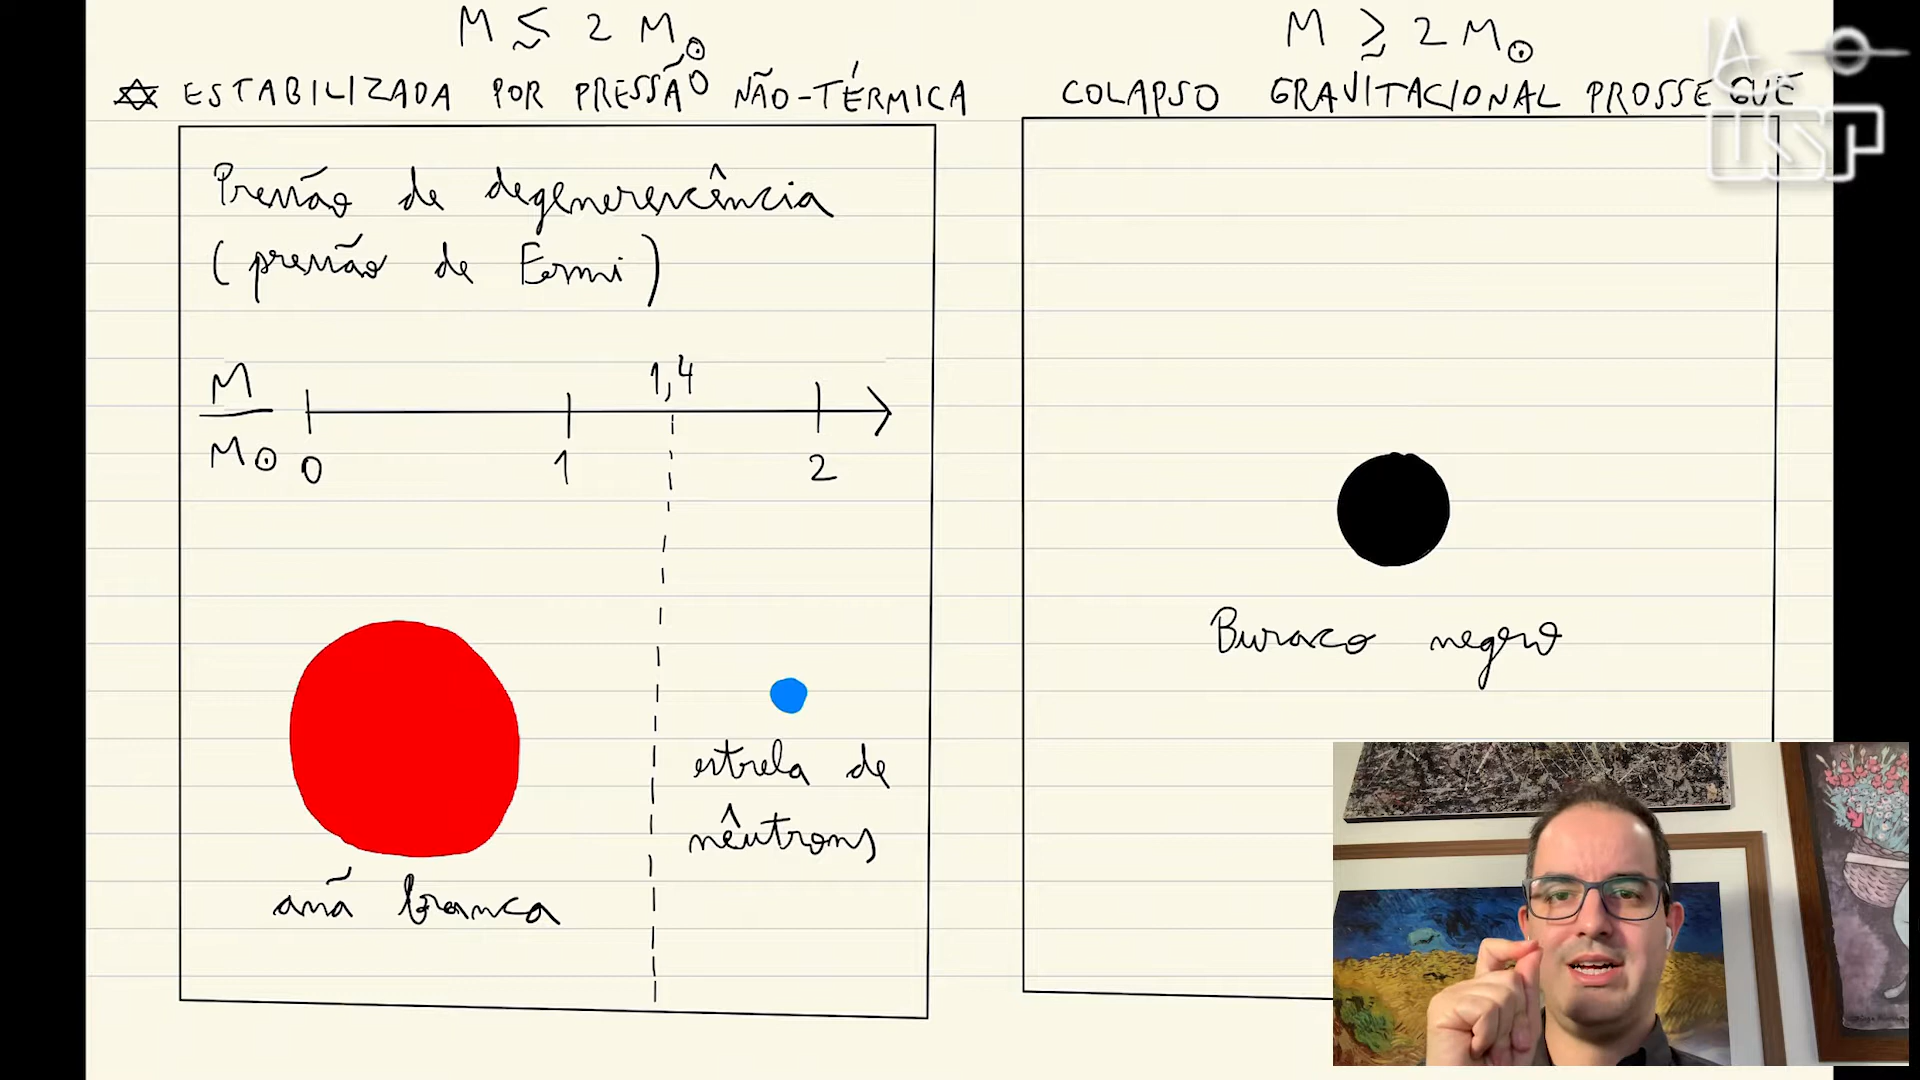 M ≲ 2 M☉
ESTABILIZADA POR PRESSÃO NÃO-TÉRMICA
Pressão de degenerescência
(pressão de Fermi)
M/M☉
1,4
0 1 2
anã branca
estrela de
nêutrons
M ≳ 2 M☉
COLAPSO GRAVITACIONAL PROSSEGUE
Buraco negro
IAG
USP